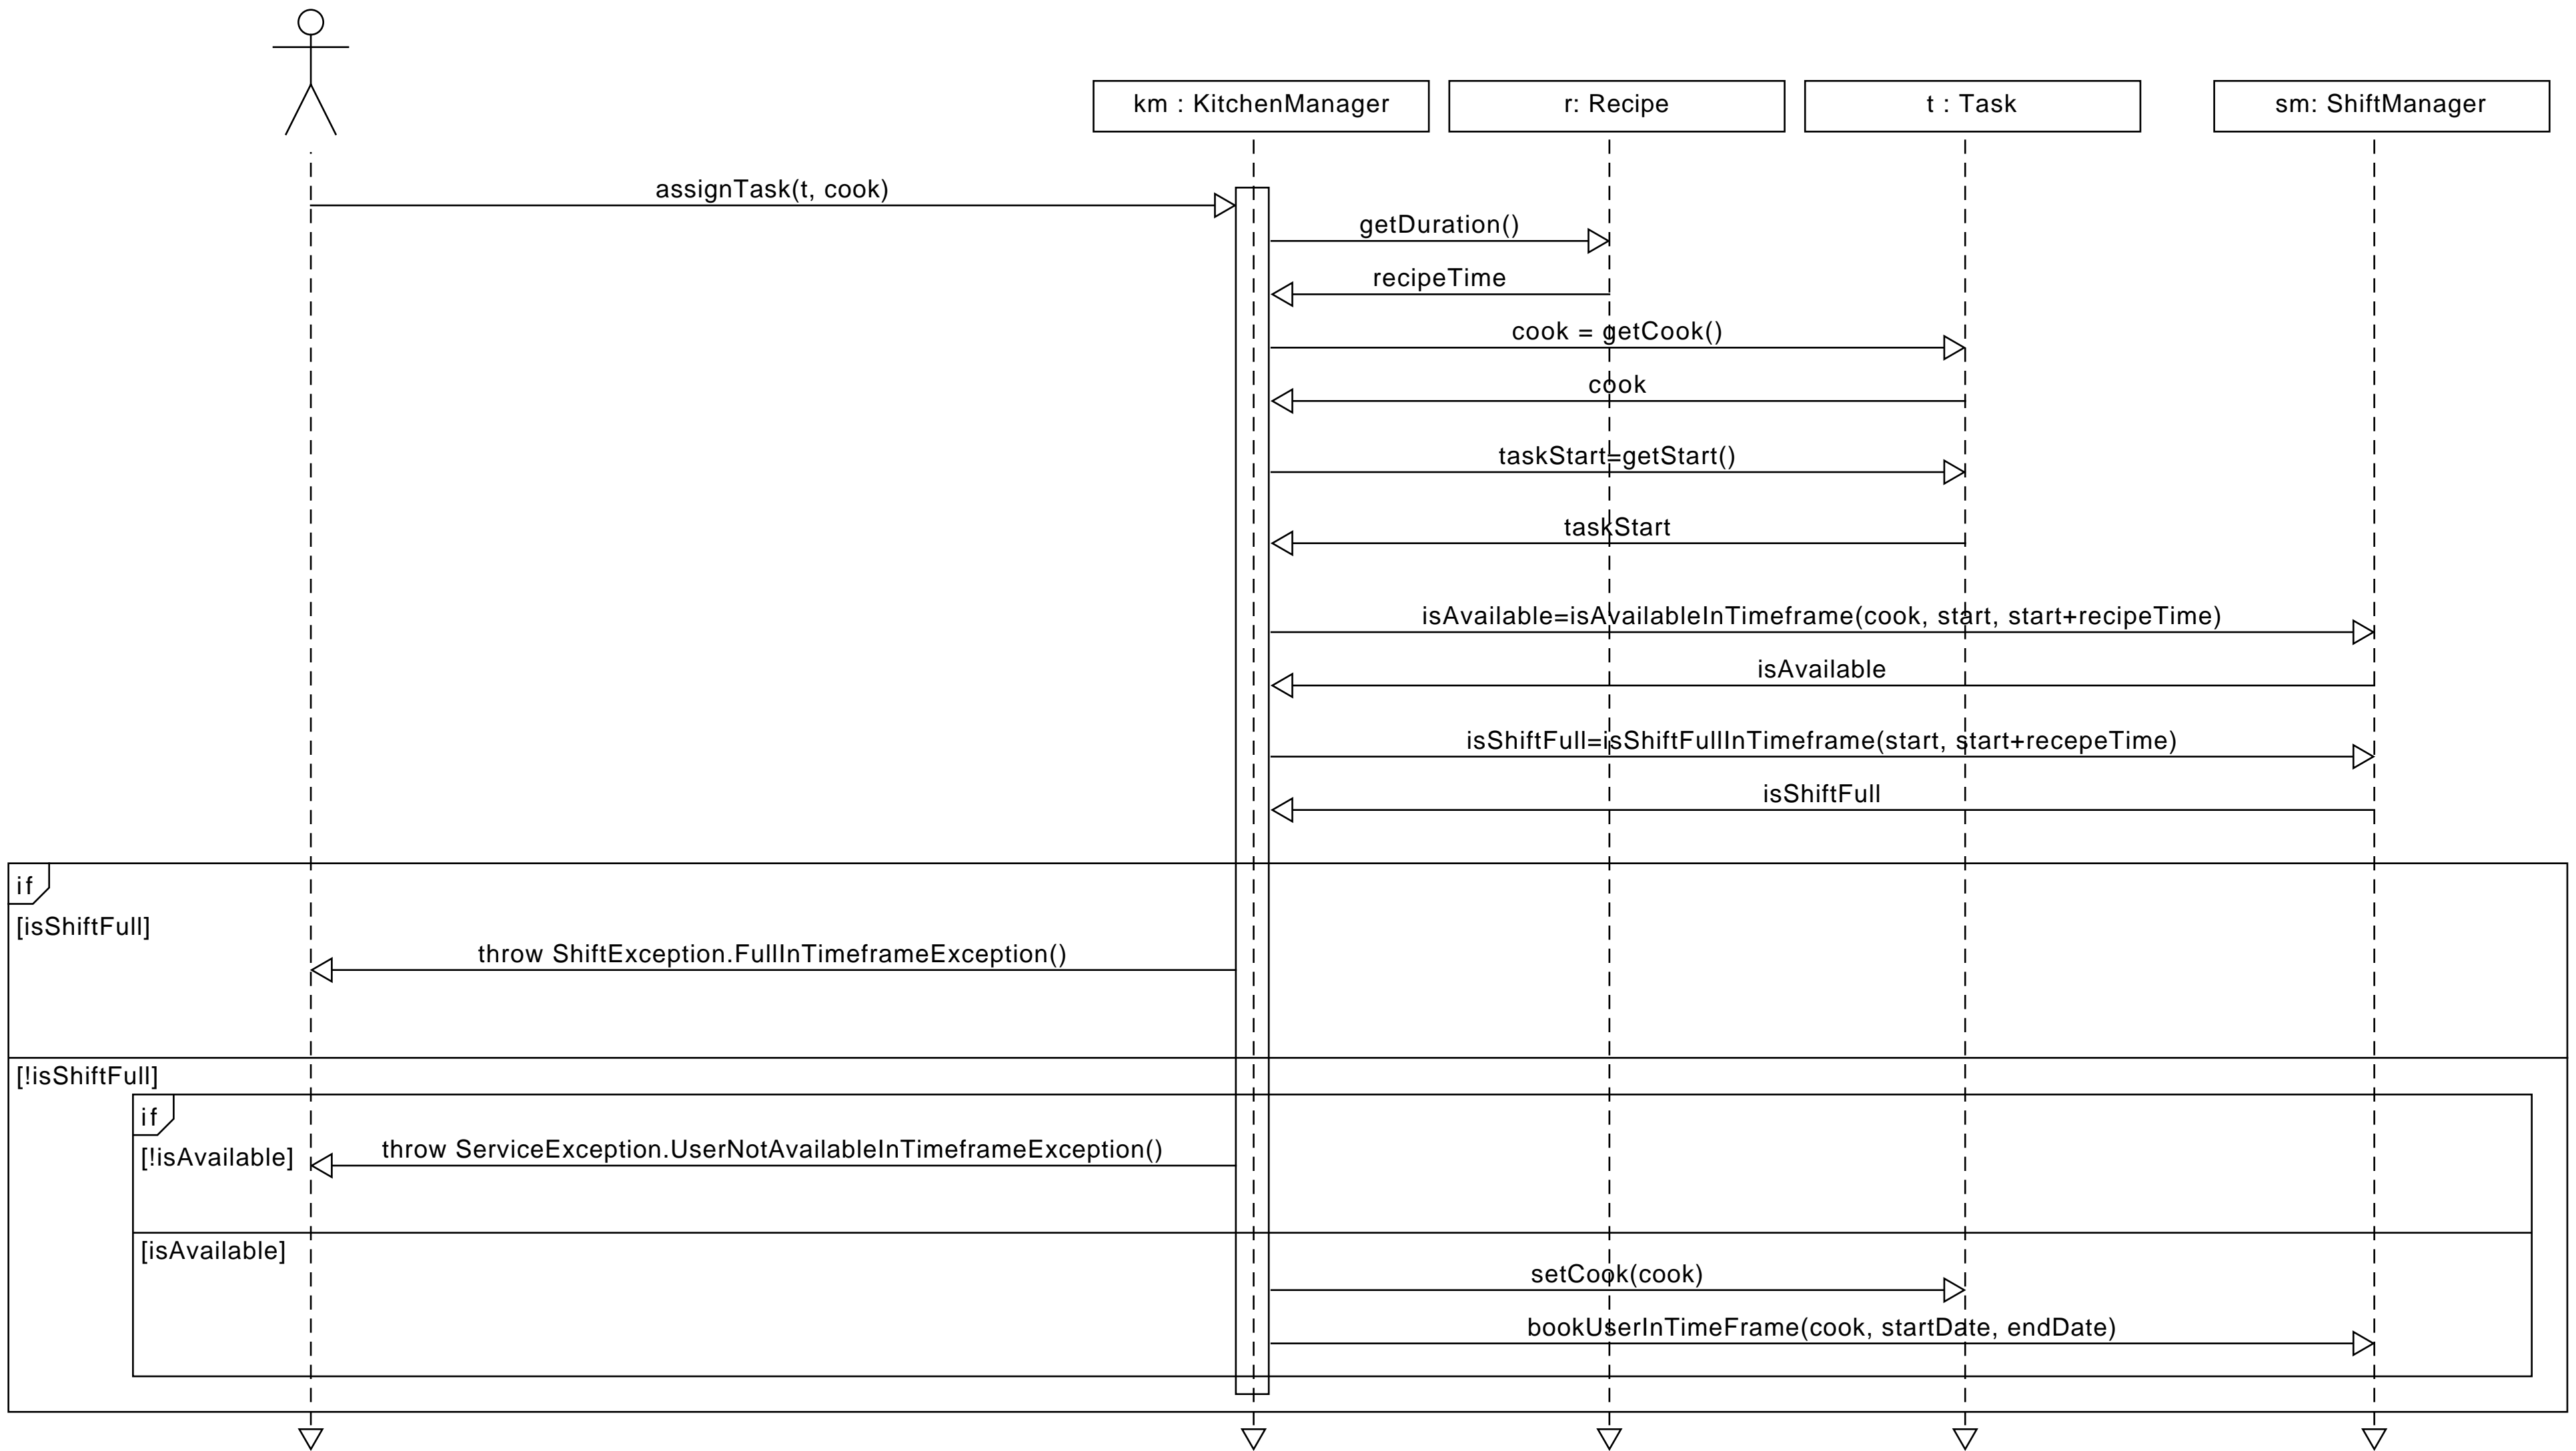 km : KitchenManager
r: Recipe
t : Task
sm: ShiftManager
assignTask(t, cook)
getDuration()
recipeTime
cook = getCook()
cook
taskStart=getStart()
taskStart
isAvailable=isAvailableInTimeframe(cook, start, start+recipeTime)
isAvailable
isShiftFull=isShiftFullInTimeframe(start, start+recepeTime)
isShiftFull
if
[isShiftFull]
throw ShiftException.FullInTimeframeException()
[!isShiftFull]
if
[!isAvailable]
throw ServiceException.UserNotAvailableInTimeframeException()
[isAvailable]
setCook(cook)
bookUserInTimeFrame(cook, startDate, endDate)